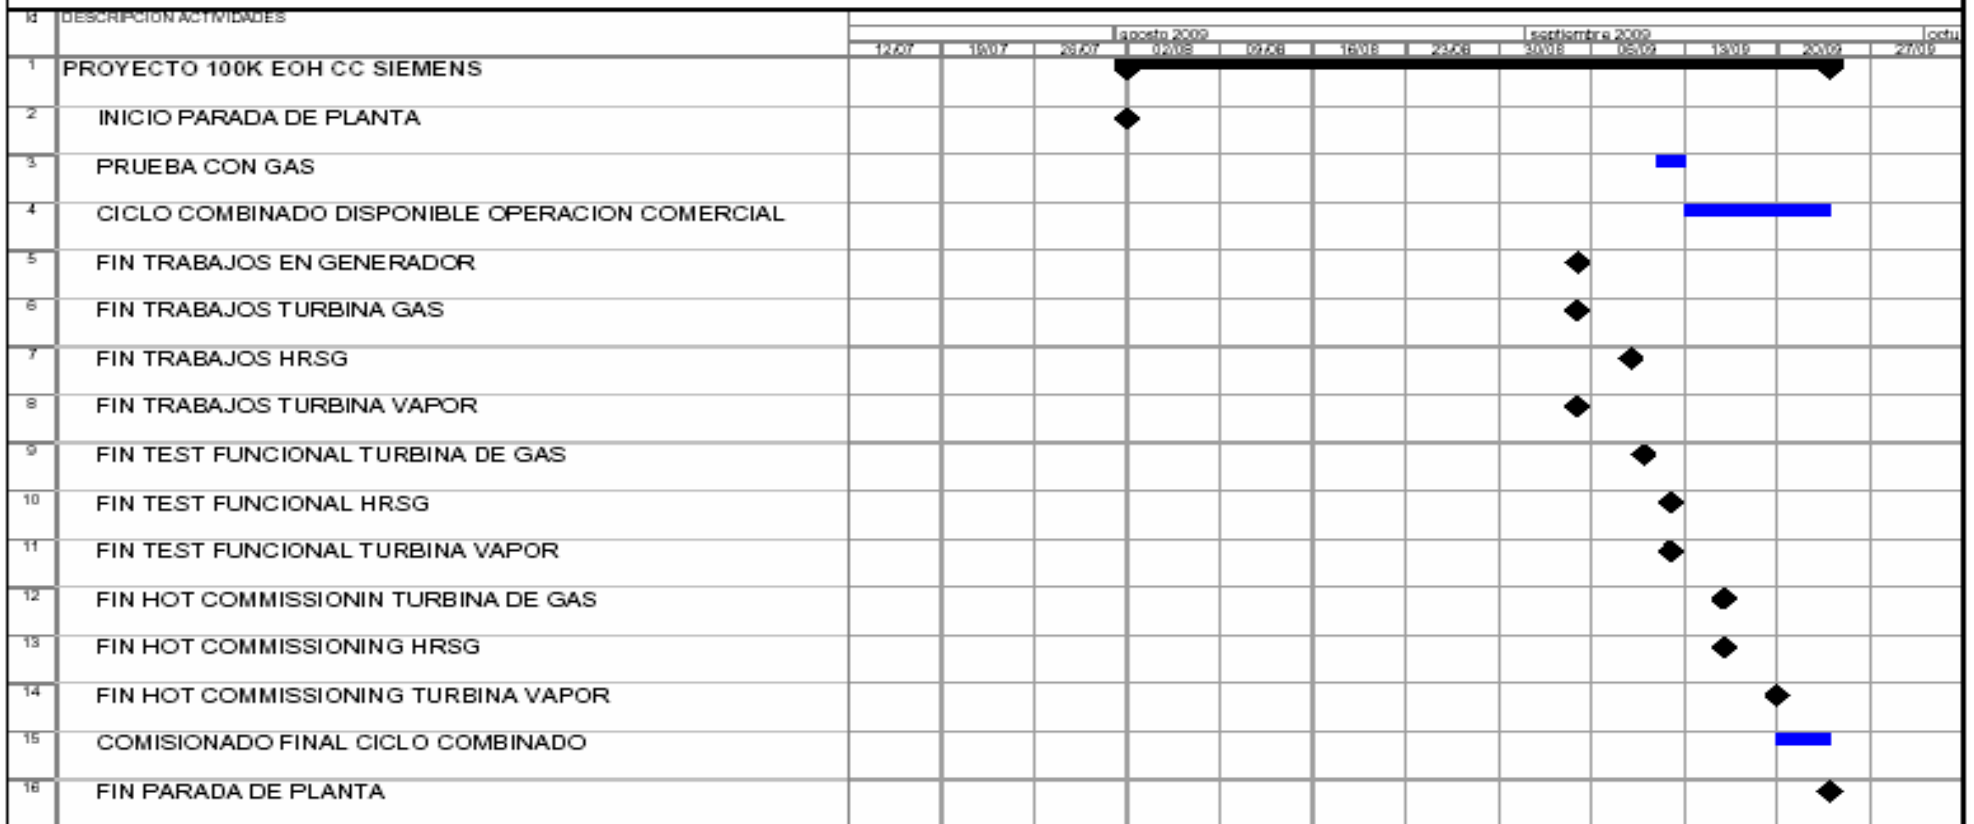 Id DESCRIPCION ACTIVIDADES
agosto 2009 septiembre 2009 octu
12/07 19/07 26/07 02/08 09/08 16/08 23/08 30/08 06/09 13/09 20/09 27/09
1 PROYECTO 100K EOH CC SIEMENS
2 INICIO PARADA DE PLANTA
3 PRUEBA CON GAS
4 CICLO COMBINADO DISPONIBLE OPERACION COMERCIAL
5 FIN TRABAJOS EN GENERADOR
6 FIN TRABAJOS TURBINA GAS
7 FIN TRABAJOS HRSG
8 FIN TRABAJOS TURBINA VAPOR
9 FIN TEST FUNCIONAL TURBINA DE GAS
10 FIN TEST FUNCIONAL HRSG
11 FIN TEST FUNCIONAL TURBINA VAPOR
12 FIN HOT COMMISSIONIN TURBINA DE GAS
13 FIN HOT COMMISSIONING HRSG
14 FIN HOT COMMISSIONING TURBINA VAPOR
15 COMISIONADO FINAL CICLO COMBINADO
16 FIN PARADA DE PLANTA